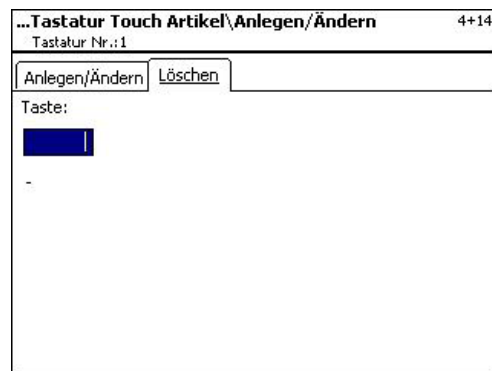 ...Tastatur Touch Artikel\Anlegen/Ändern 4+14
Tastatur Nr.:1
Anlegen/Ändern Löschen
Taste:
-